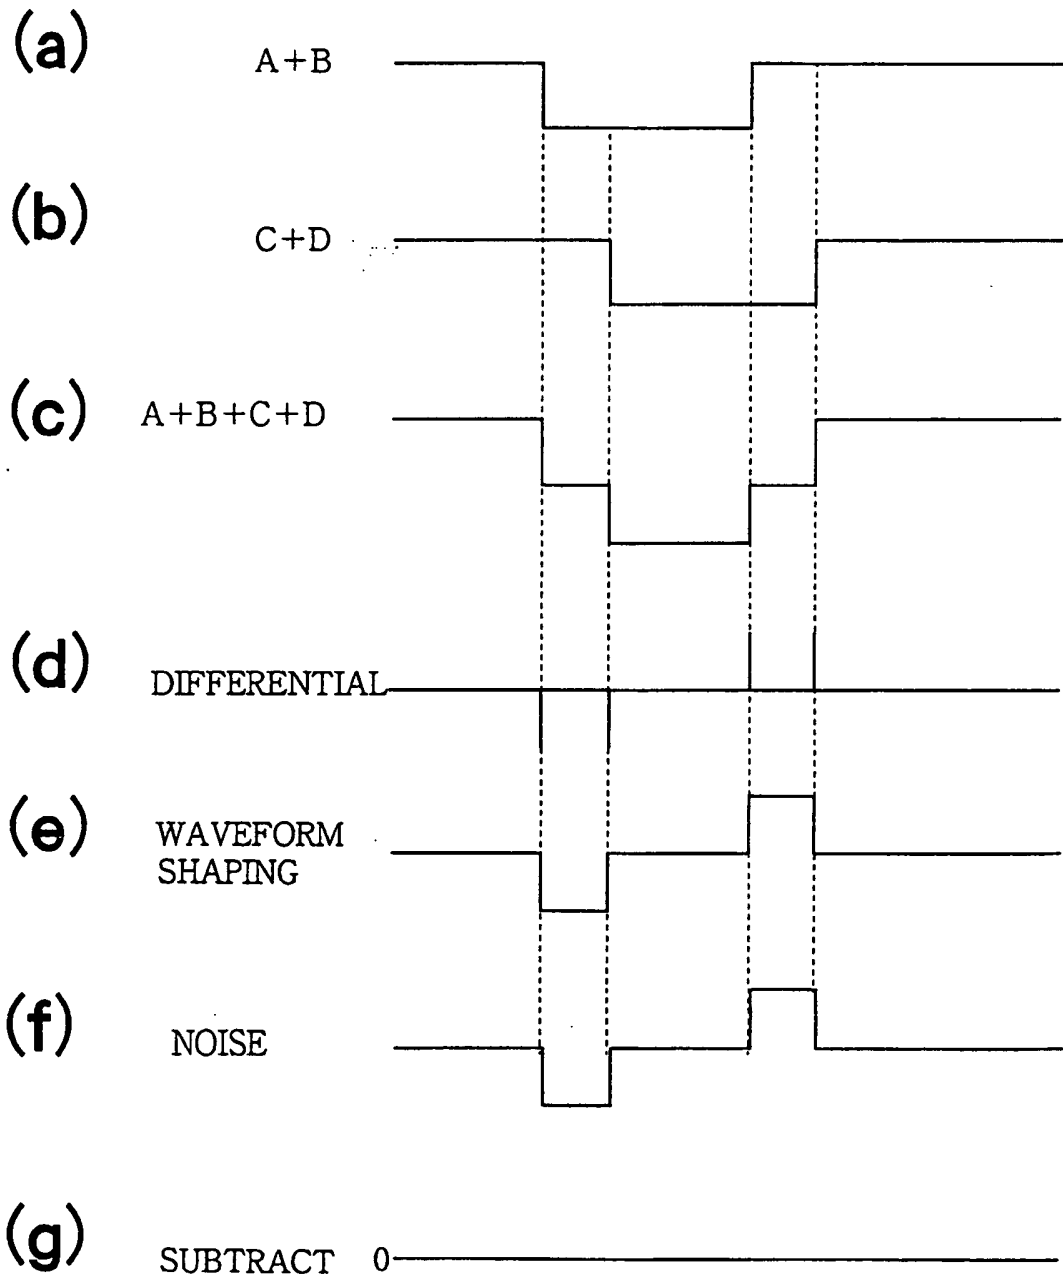 (a) A+B
(b) C+D
(c) A+B+C+D
(d) DIFFERENTIAL
(e) WAVEFORM
SHAPING
(f) NOISE
(g) SUBTRACT 0